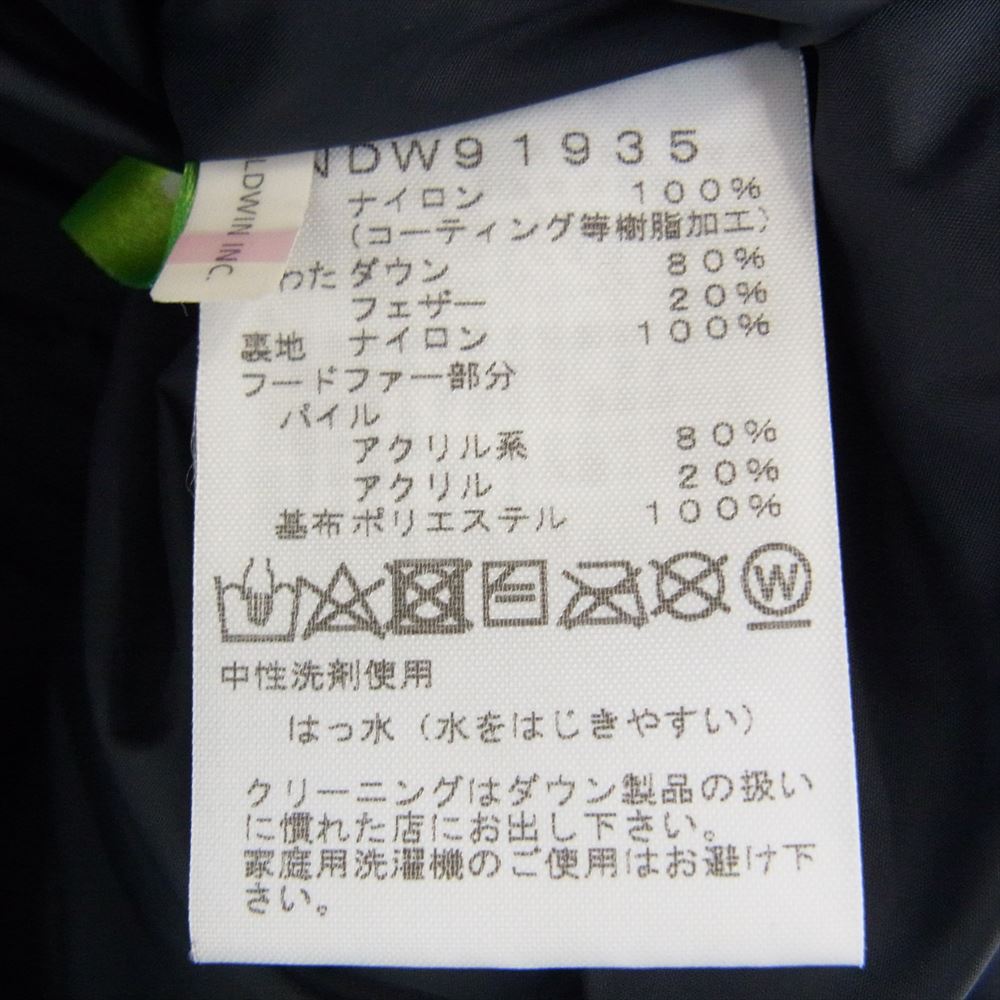 NDW91935
ナイロン 100%
(コーティング等樹脂加工)
わた ダウン 80%
フェザー 20%
裏地 ナイロン 100%
フードファー部分
パイル
アクリル系 80%
アクリル 20%
基布 ポリエステル 100%
W
中性洗剤使用
はっ水(水をはじきやすい)
クリーニングはダウン製品の扱い
に慣れた店にお出し下さい。
家庭用洗濯機のご使用はお避け下
さい。
LDWIN INC.